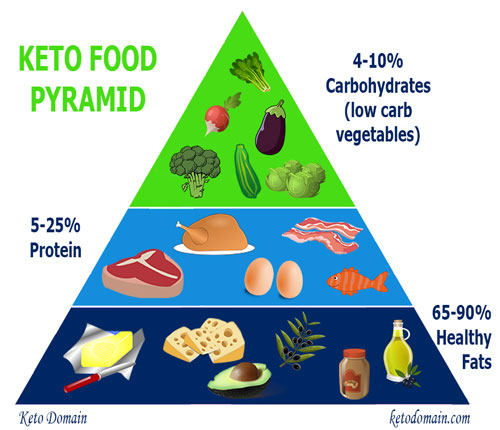 KETO FOOD
PYRAMID
4-10%
Carbohydrates
(low carb
vegetables)
5-25%
Protein
65-90%
Healthy
Fats
Keto Domain
ketodomain.com